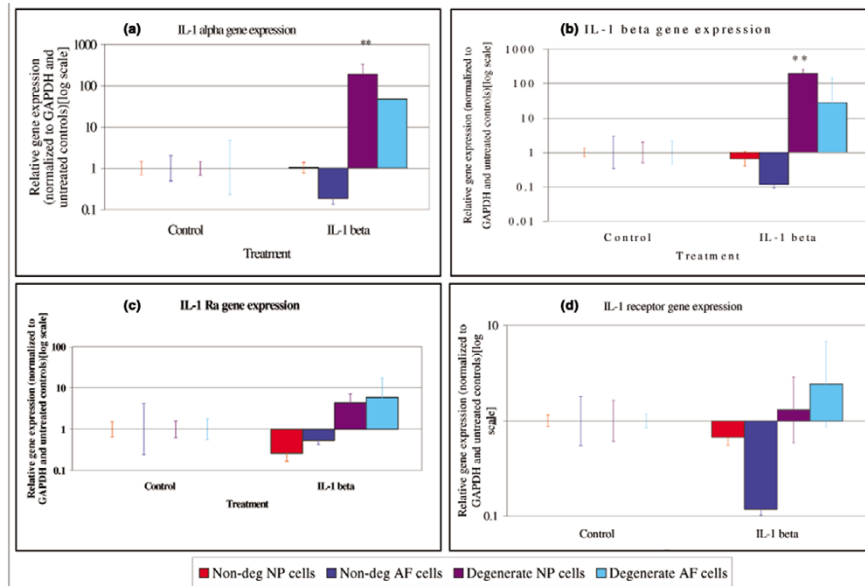 (a) IL-1 alpha gene expression
Relative gene expression
(normalized to GAPDH and
untreated controls)[log scale]
1000
100
10
1
0.1
**
Control IL-1 beta
Treatment
(b) IL-1 beta gene expression
Relative gene expression (normalized to
GAPDH and untreated controls)[log scale]
1000
100
10
1
0.1
0.01
**
Control IL-1 beta
Treatment
(c) IL-1 Ra gene expression
Relative gene expression (normalized to
GAPDH and untreated controls)[log scale]
100
10
1
0.1
Control IL-1 beta
Treatment
(d) IL-1 receptor gene expression
Relative gene expression (normalized to
GAPDH and untreated controls)[log
scale]
10
1
0.1
Control IL-1 beta
Non-deg NP cells Non-deg AF cells Degenerate NP cells Degenerate AF cells